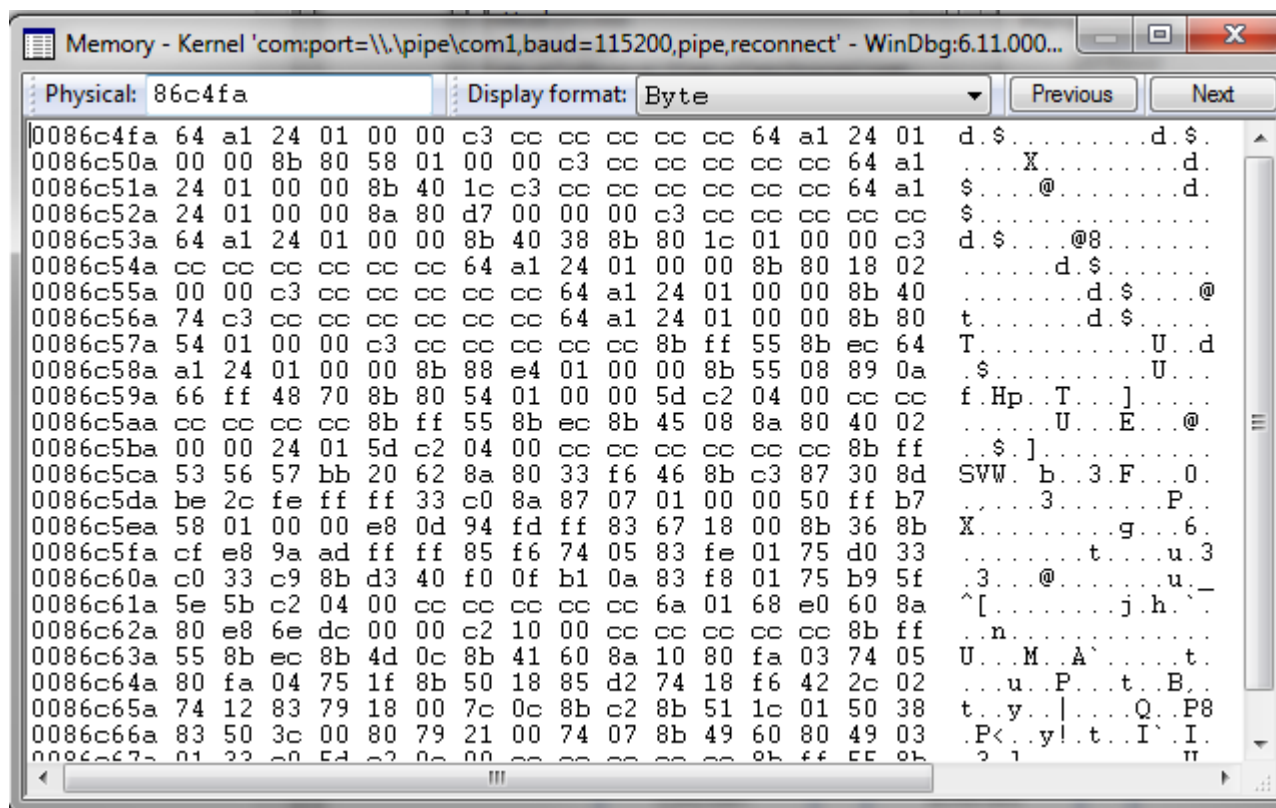 Memory - Kernel 'com:port=\\.\pipe\com1,baud=115200,pipe,reconnect' - WinDbg:6.11.000...
Physical: 86c4fa Display format: Byte Previous Next
0086c4fa 64 a1 24 01 00 00 c3 cc cc cc cc cc 64 a1 24 01 d.$.........d.$.
0086c50a 00 00 8b 80 58 01 00 00 c3 cc cc cc cc cc 64 a1 ....X.........d.
0086c51a 24 01 00 00 8b 40 1c c3 cc cc cc cc cc cc 64 a1 $....@........d.
0086c52a 24 01 00 00 8a 80 d7 00 00 00 c3 cc cc cc cc cc $...............
0086c53a 64 a1 24 01 00 00 8b 40 38 8b 80 1c 01 00 00 c3 d.$....@8.......
0086c54a cc cc cc cc cc cc 64 a1 24 01 00 00 8b 80 18 02 ......d.$.......
0086c55a 00 00 c3 cc cc cc cc cc 64 a1 24 01 00 00 8b 40 ........d.$....@
0086c56a 74 c3 cc cc cc cc cc cc 64 a1 24 01 00 00 8b 80 t.......d.$.....
0086c57a 54 01 00 00 c3 cc cc cc cc cc 8b ff 55 8b ec 64 T...........U..d
0086c58a a1 24 01 00 00 8b 88 e4 01 00 00 8b 55 08 89 0a .$..........U...
0086c59a 66 ff 48 70 8b 80 54 01 00 00 5d c2 04 00 cc cc f.Hp..T...].....
0086c5aa cc cc cc cc 8b ff 55 8b ec 8b 45 08 8a 80 40 02 ......U...E...@.
0086c5ba 00 00 24 01 5d c2 04 00 cc cc cc cc cc cc 8b ff ..$.]...........
0086c5ca 53 56 57 bb 20 62 8a 80 33 f6 46 8b c3 87 30 8d SVW. b..3.F...0.
0086c5da be 2c fe ff ff 33 c0 8a 87 07 01 00 00 50 ff b7 .,...3.......P..
0086c5ea 58 01 00 00 e8 0d 94 fd ff 83 67 18 00 8b 36 8b X.........g...6.
0086c5fa cf e8 9a ad ff ff 85 f6 74 05 83 fe 01 75 d0 33 ........t....u.3
0086c60a c0 33 c9 8b d3 40 f0 0f b1 0a 83 f8 01 75 b9 5f .3...@.......u._
0086c61a 5e 5b c2 04 00 cc cc cc cc cc 6a 01 68 e0 60 8a ^[........j.h.`.
0086c62a 80 e8 6e dc 00 00 c2 10 00 cc cc cc cc cc 8b ff ..n.............
0086c63a 55 8b ec 8b 4d 0c 8b 41 60 8a 10 80 fa 03 74 05 U...M..A`.....t.
0086c64a 80 fa 04 75 1f 8b 50 18 85 d2 74 18 f6 42 2c 02 ...u..P...t..B,.
0086c65a 74 12 83 79 18 00 7c 0c 8b c2 8b 51 1c 01 50 38 t..y..|....Q..P8
0086c66a 83 50 3c 00 80 79 21 00 74 07 8b 49 60 80 49 03 .P<..y!.t..I`.I.